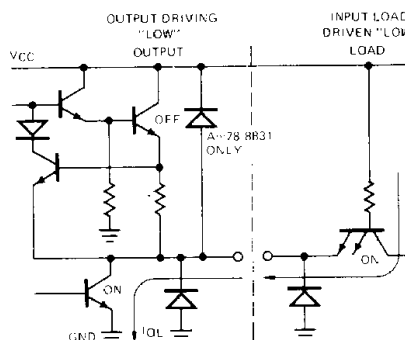 OUTPUT DRIVING
"LOW"
OUTPUT
INPUT LOAD
DRIVEN "LOW
LOAD
VCC
OFF
ONLY
ON
ON
GND
IOL